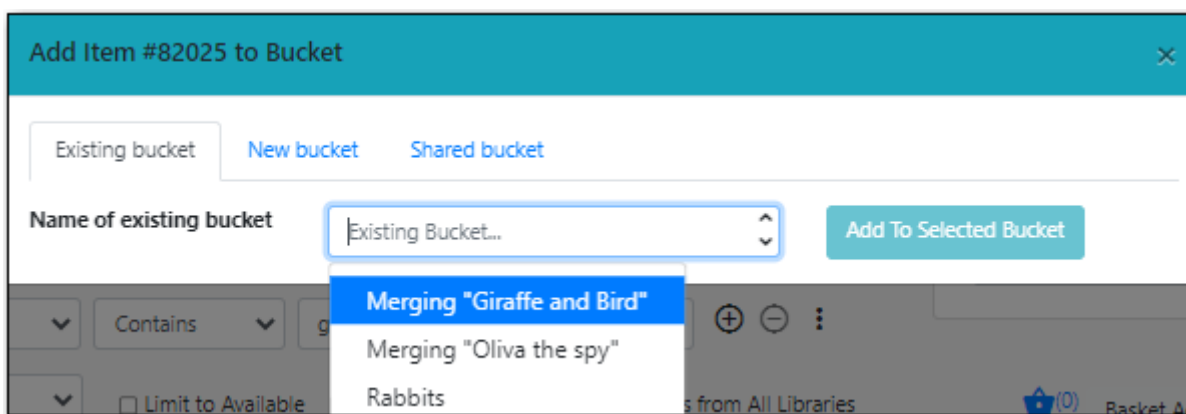 Add Item #82025 to Bucket
×
Existing bucket New bucket Shared bucket
Name of existing bucket Existing Bucket... Add To Selected Bucket
Merging "Giraffe and Bird"
Contains g
Merging "Oliva the spy"
Rabbits
Limit to Available s from All Libraries (0) Basket A